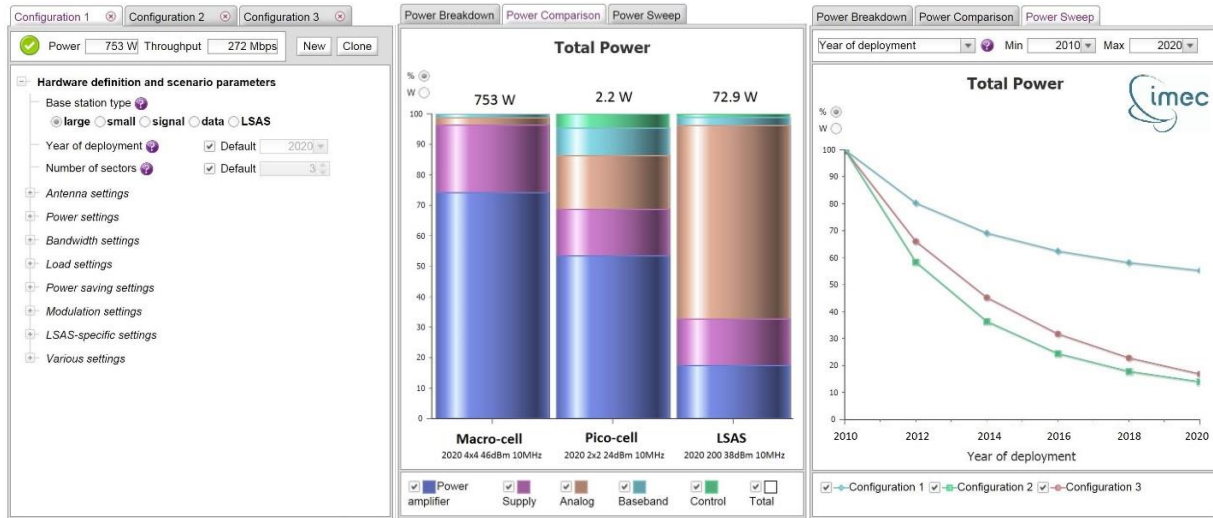 Configuration 1
Configuration 2
Configuration 3
Power 753 W Throughput 272 Mbps New Clone
Hardware definition and scenario parameters
Base station type ?
large small signal data LSAS
Year of deployment ? Default 2020
Number of sectors ? Default 3
Antenna settings
Power settings
Bandwidth settings
Load settings
Power saving settings
Modulation settings
LSAS-specific settings
Various settings
Power Breakdown Power Comparison Power Sweep
Total Power
%
W
753 W 2.2 W 72.9 W
100
90
80
70
60
50
40
30
20
10
0
Macro-cell Pico-cell LSAS
2020 4x4 46dBm 10MHz 2020 2x2 24dBm 10MHz 2020 200 38dBm 10MHz
Power amplifier Supply Analog Baseband Control Total
Power Breakdown Power Comparison Power Sweep
Year of deployment ? Min 2010 Max 2020
Total Power
imec
%
W
100
90
80
70
60
50
40
30
20
10
0
2010 2012 2014 2016 2018 2020
Year of deployment
Configuration 1 Configuration 2 Configuration 3